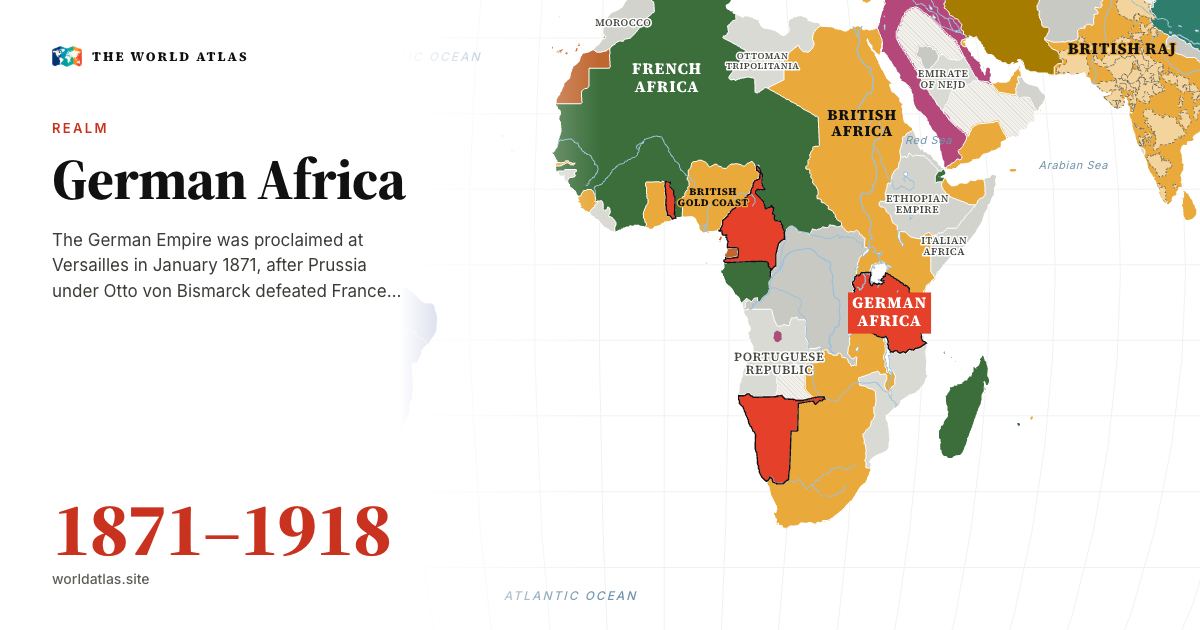 THE WORLD ATLAS
REALM
German Africa
The German Empire was proclaimed at
Versailles in January 1871, after Prussia
under Otto von Bismarck defeated France...
1871–1918
worldatlas.site
IC OCEAN
MOROCCO
FRENCH
AFRICA
OTTOMAN
TRIPOLITANIA
BRITISH
AFRICA
EMIRATE
OF NEJD
BRITISH RAJ
Red Sea
Arabian Sea
BRITISH
GOLD COAST
ETHIOPIAN
EMPIRE
ITALIAN
AFRICA
GERMAN
AFRICA
PORTUGUESE
REPUBLIC
ATLANTIC OCEAN